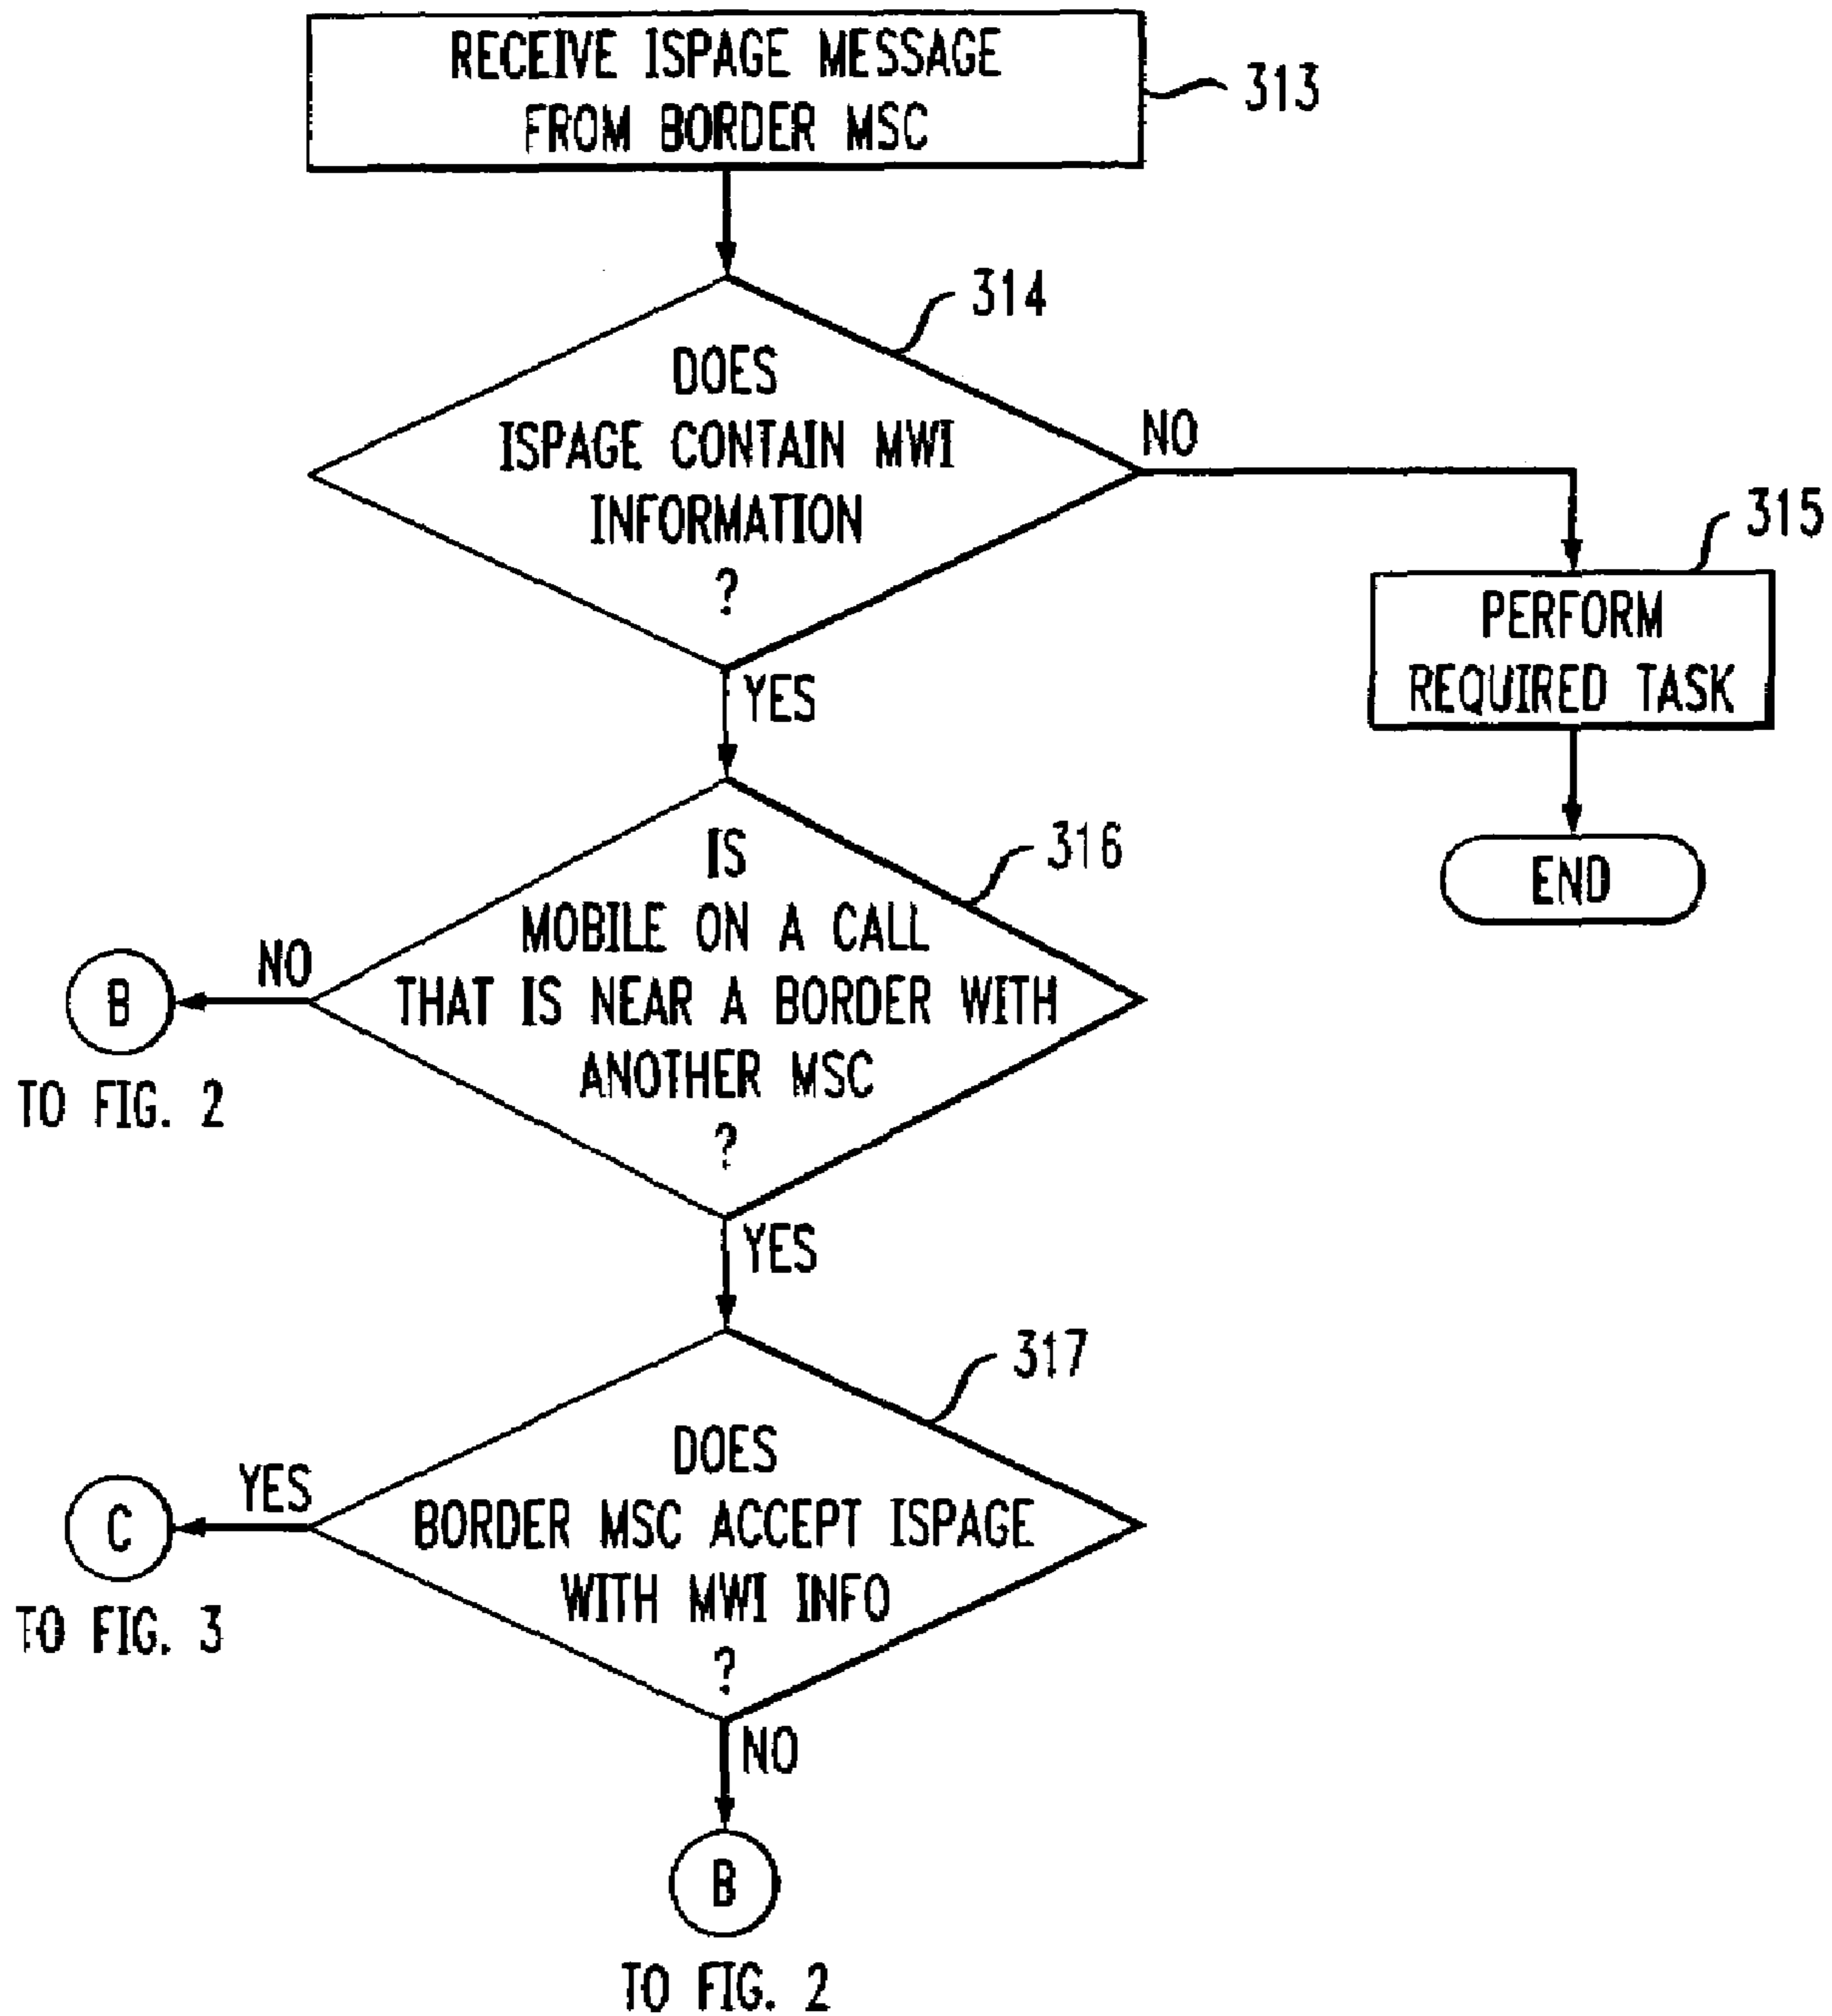 RECEIVE ISPAGE MESSAGE
FROM BORDER MSC
313
314
DOES
ISPAGE CONTAIN MWI
INFORMATION
?
NO
YES
315
PERFORM
REQUIRED TASK
END
316
IS
MOBILE ON A CALL
THAT IS NEAR A BORDER WITH
ANOTHER MSC
?
NO
B
TO FIG. 2
YES
317
DOES
BORDER MSC ACCEPT ISPAGE
WITH MWI INFO
?
YES
C
TO FIG. 3
NO
B
TO FIG. 2